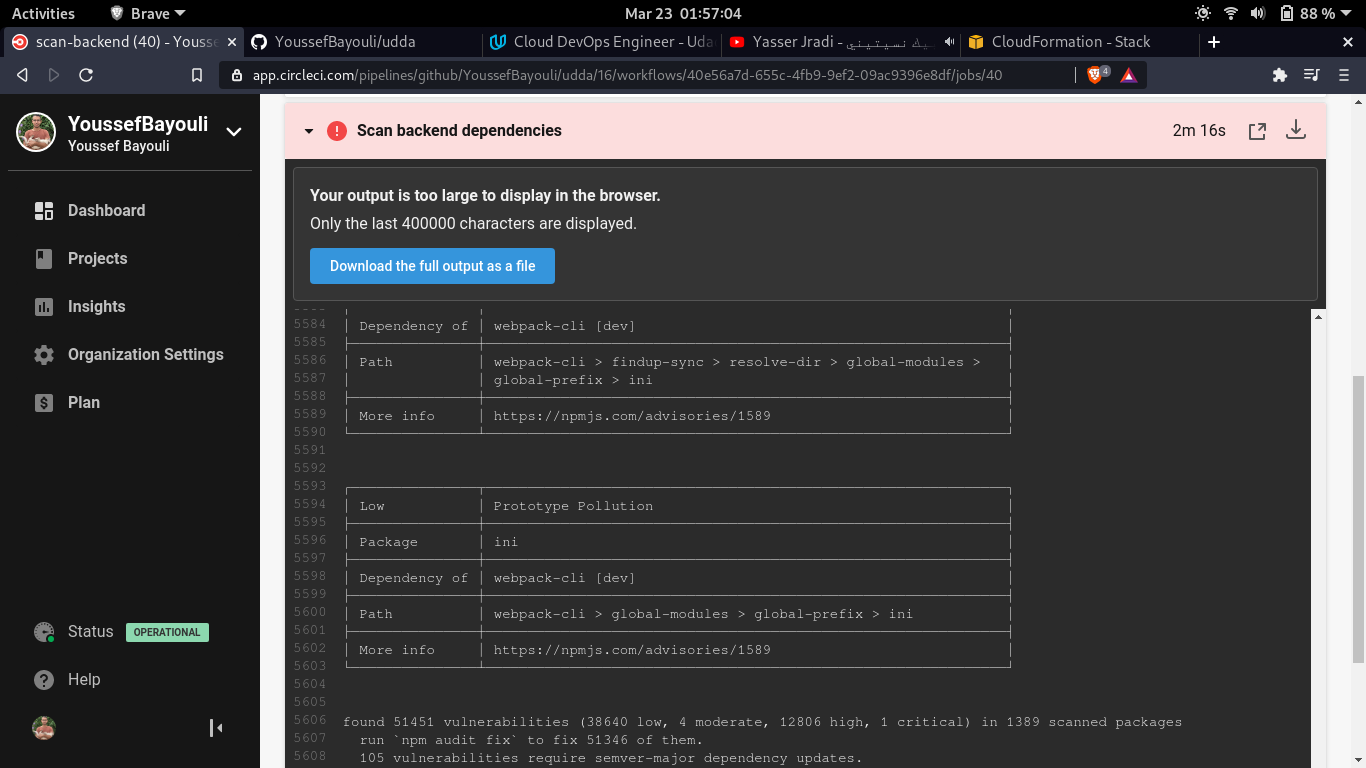 Activities
Brave
Mar 23 01:57:04
88 %
scan-backend (40) - Yousse
YoussefBayouli/udda
Cloud DevOps Engineer - Uda
Yasser Jradi - يك نسيتيني
CloudFormation - Stack
app.circleci.com/pipelines/github/YoussefBayouli/udda/16/workflows/40e56a7d-655c-4fb9-9ef2-09ac9396e8df/jobs/40
4
YoussefBayouli
Youssef Bayouli
Dashboard
Projects
Insights
Organization Settings
Plan
Status OPERATIONAL
Help
Scan backend dependencies
2m 16s
Your output is too large to display in the browser.
Only the last 400000 characters are displayed.
Download the full output as a file
5584 │ Dependency of │ webpack-cli [dev]
5585
5586 │ Path │ webpack-cli > findup-sync > resolve-dir > global-modules > │
5587 │ │ global-prefix > ini │
5588
5589 │ More info │ https://npmjs.com/advisories/1589 │
5590
5591
5592
5593
5594 │ Low │ Prototype Pollution │
5595
5596 │ Package │ ini │
5597
5598 │ Dependency of │ webpack-cli [dev] │
5599
5600 │ Path │ webpack-cli > global-modules > global-prefix > ini │
5601
5602 │ More info │ https://npmjs.com/advisories/1589 │
5603
5604
5605
5606 found 51451 vulnerabilities (38640 low, 4 moderate, 12806 high, 1 critical) in 1389 scanned packages
5607 run `npm audit fix` to fix 51346 of them.
5608 105 vulnerabilities require semver-major dependency updates.